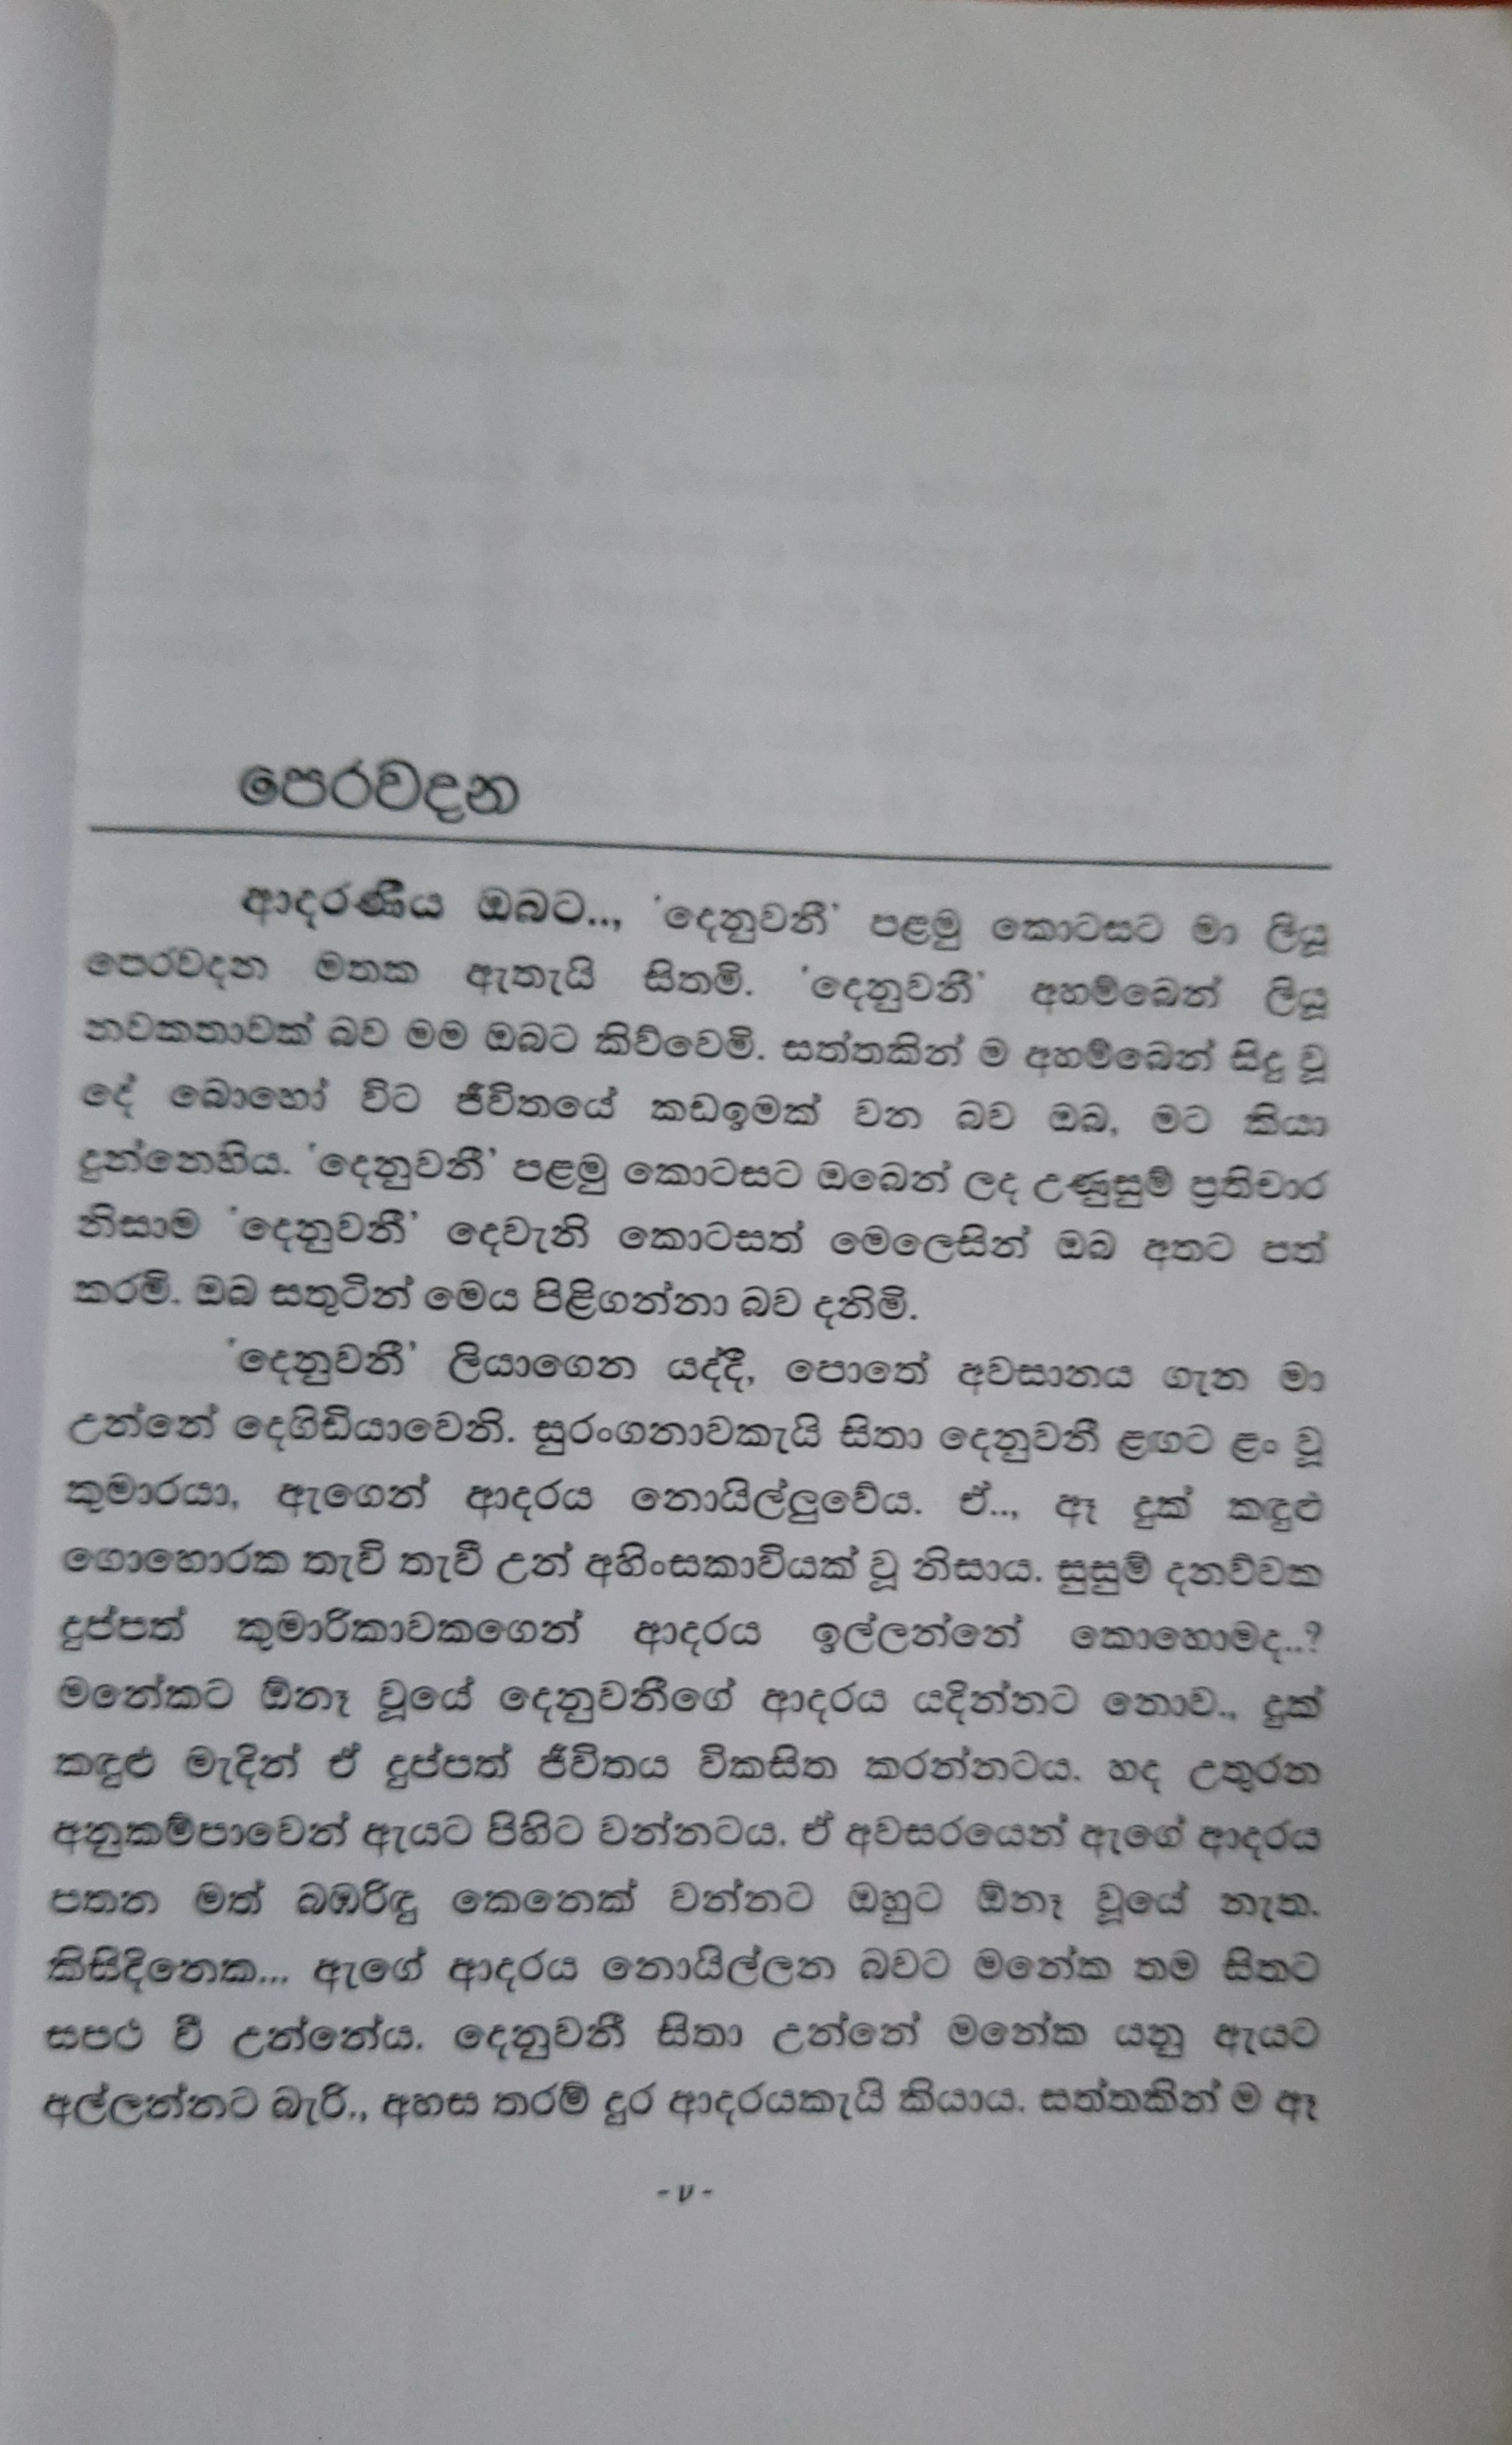 පෙරවදන
ආදරණීය ඔබට.., 'දෙනුවනී' පළමු කොටසට මා ලියූ
පෙරවදන මතක ඇතැයි සිතමි. 'දෙනුවනී' අහම්බෙන් ලියූ
නවකතාවක් බව මම ඔබට කිව්වෙමි. සත්තකින් ම අහම්බෙන් සිදු වූ
දේ බොහෝ විට ජීවිතයේ කඩඉමක් වන බව ඔබ, මට කියා
දුන්නෙහිය. 'දෙනුවනී' පළමු කොටසට ඔබෙන් ලද උණුසුම් ප්‍රතිචාර
නිසාම 'දෙනුවනී' දෙවැනි කොටසත් මෙලෙසින් ඔබ අතට පත්
කරමි. ඔබ සතුටින් මෙය පිළිගන්නා බව දනිමි.
'දෙනුවනී' ලියාගෙන යද්දී, පොතේ අවසානය ගැන මා
උන්නේ දෙගිඩියාවෙනි. සුරංගනාවකැයි සිතා දෙනුවනී ළඟට ළං වූ
කුමාරයා, ඇගෙන් ආදරය නොයිල්ලුවේය. ඒ.., ඈ දුක් කඳුළු
ගොහොරක තැවි තැවී උන් අහිංසකාවියක් වූ නිසාය. සුසුම් දනව්වක
දුප්පත් කුමාරිකාවකගෙන් ආදරය ඉල්ලන්නේ කොහොමද..?
මනේකට ඕනෑ වූයේ දෙනුවනීගේ ආදරය යදින්නට නොව., දුක්
කඳුළු මැදින් ඒ දුප්පත් ජීවිතය විකසිත කරන්නටය. හද උතුරන
අනුකම්පාවෙන් ඇයට පිහිට වන්නටය. ඒ අවසරයෙන් ඇගේ ආදරය
පතන මත් බඹරිඳු කෙනෙක් වන්නට ඔහුට ඕනෑ වූයේ නැත.
කිසිදිනෙක... ඇගේ ආදරය නොයිල්ලන බවට මනේක තම සිතට
සපථ වී උන්නේය. දෙනුවනී සිතා උන්නේ මනේක යනු ඇයට
අල්ලන්නට බැරි., අහස තරම් දුර ආදරයකැයි කියාය. සත්තකින් ම ඈ
- v -